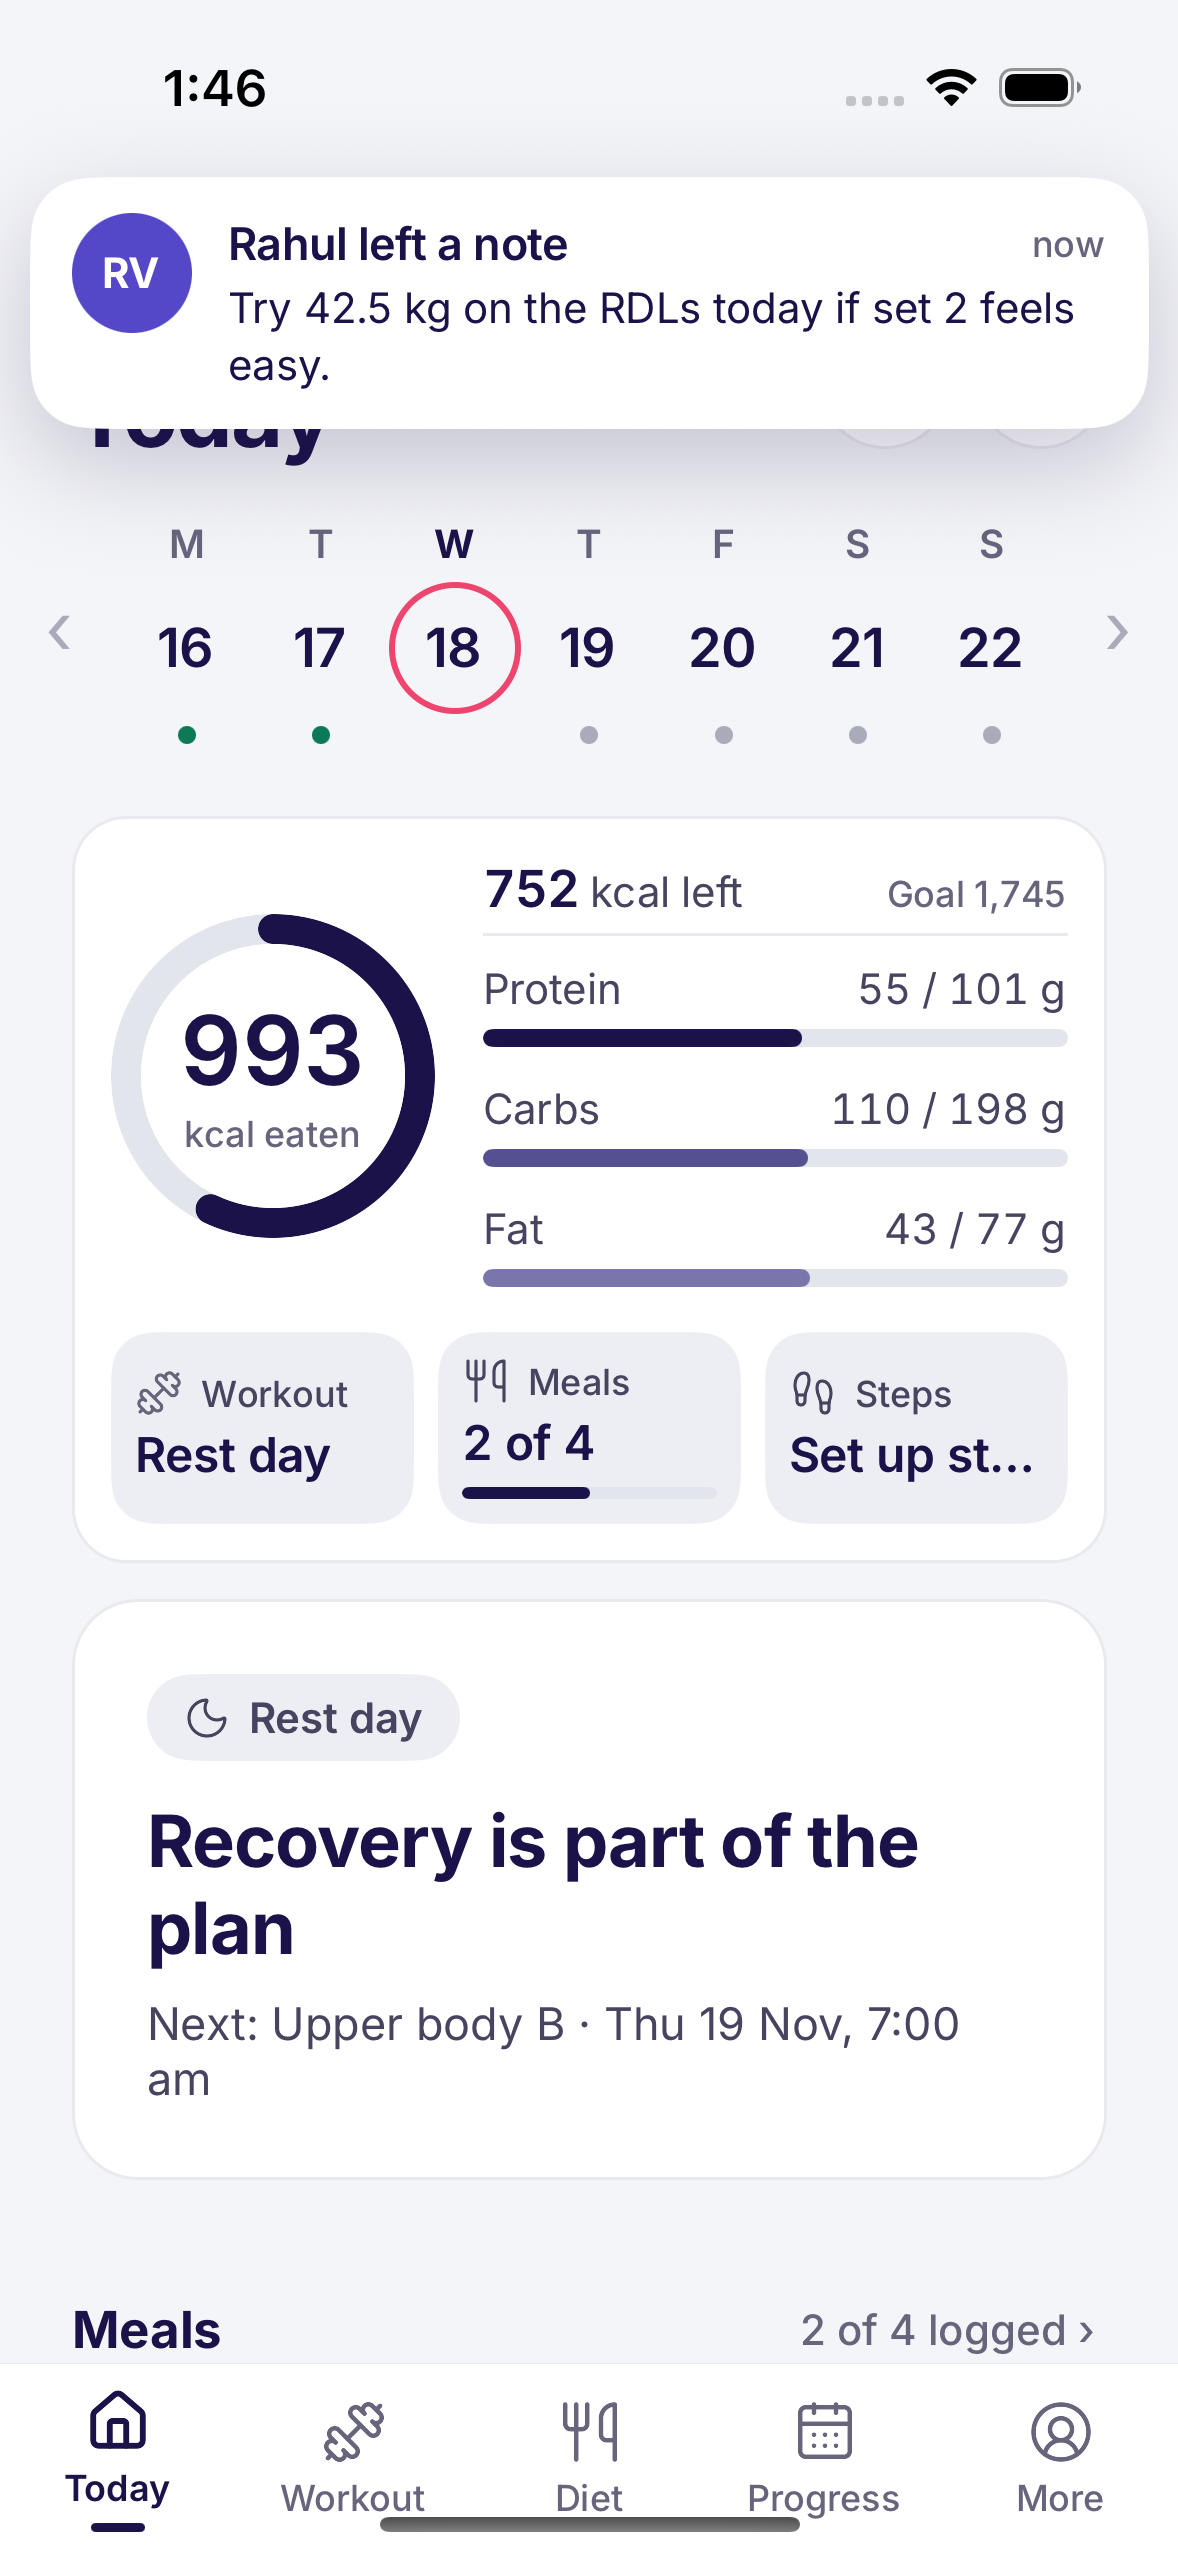 1:46
RV
Rahul left a note
now
Try 42.5 kg on the RDLs today if set 2 feels
easy.
Today
M T W T F S S
‹ 16 17 18 19 20 21 22 ›
752 kcal left
Goal 1,745
993
kcal eaten
Protein 55 / 101 g
Carbs 110 / 198 g
Fat 43 / 77 g
Workout
Rest day
Meals
2 of 4
Steps
Set up st...
Rest day
Recovery is part of the
plan
Next: Upper body B · Thu 19 Nov, 7:00
am
Meals
2 of 4 logged ›
Today Workout Diet Progress More